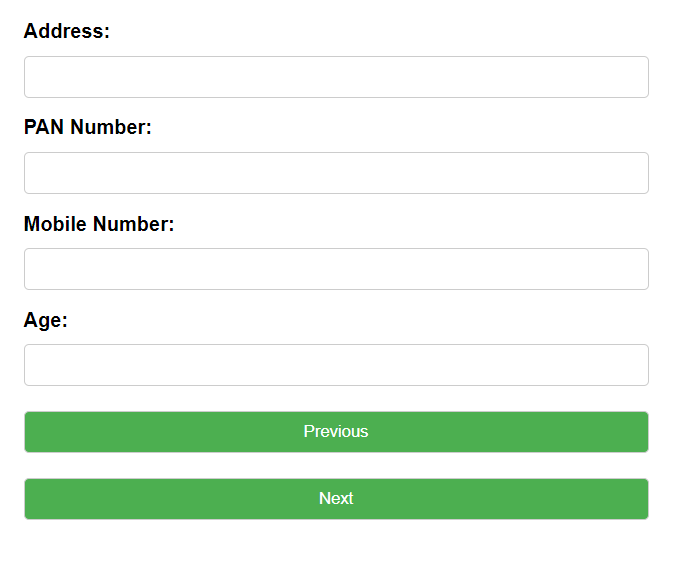 Address:
PAN Number:
Mobile Number:
Age:
Previous
Next